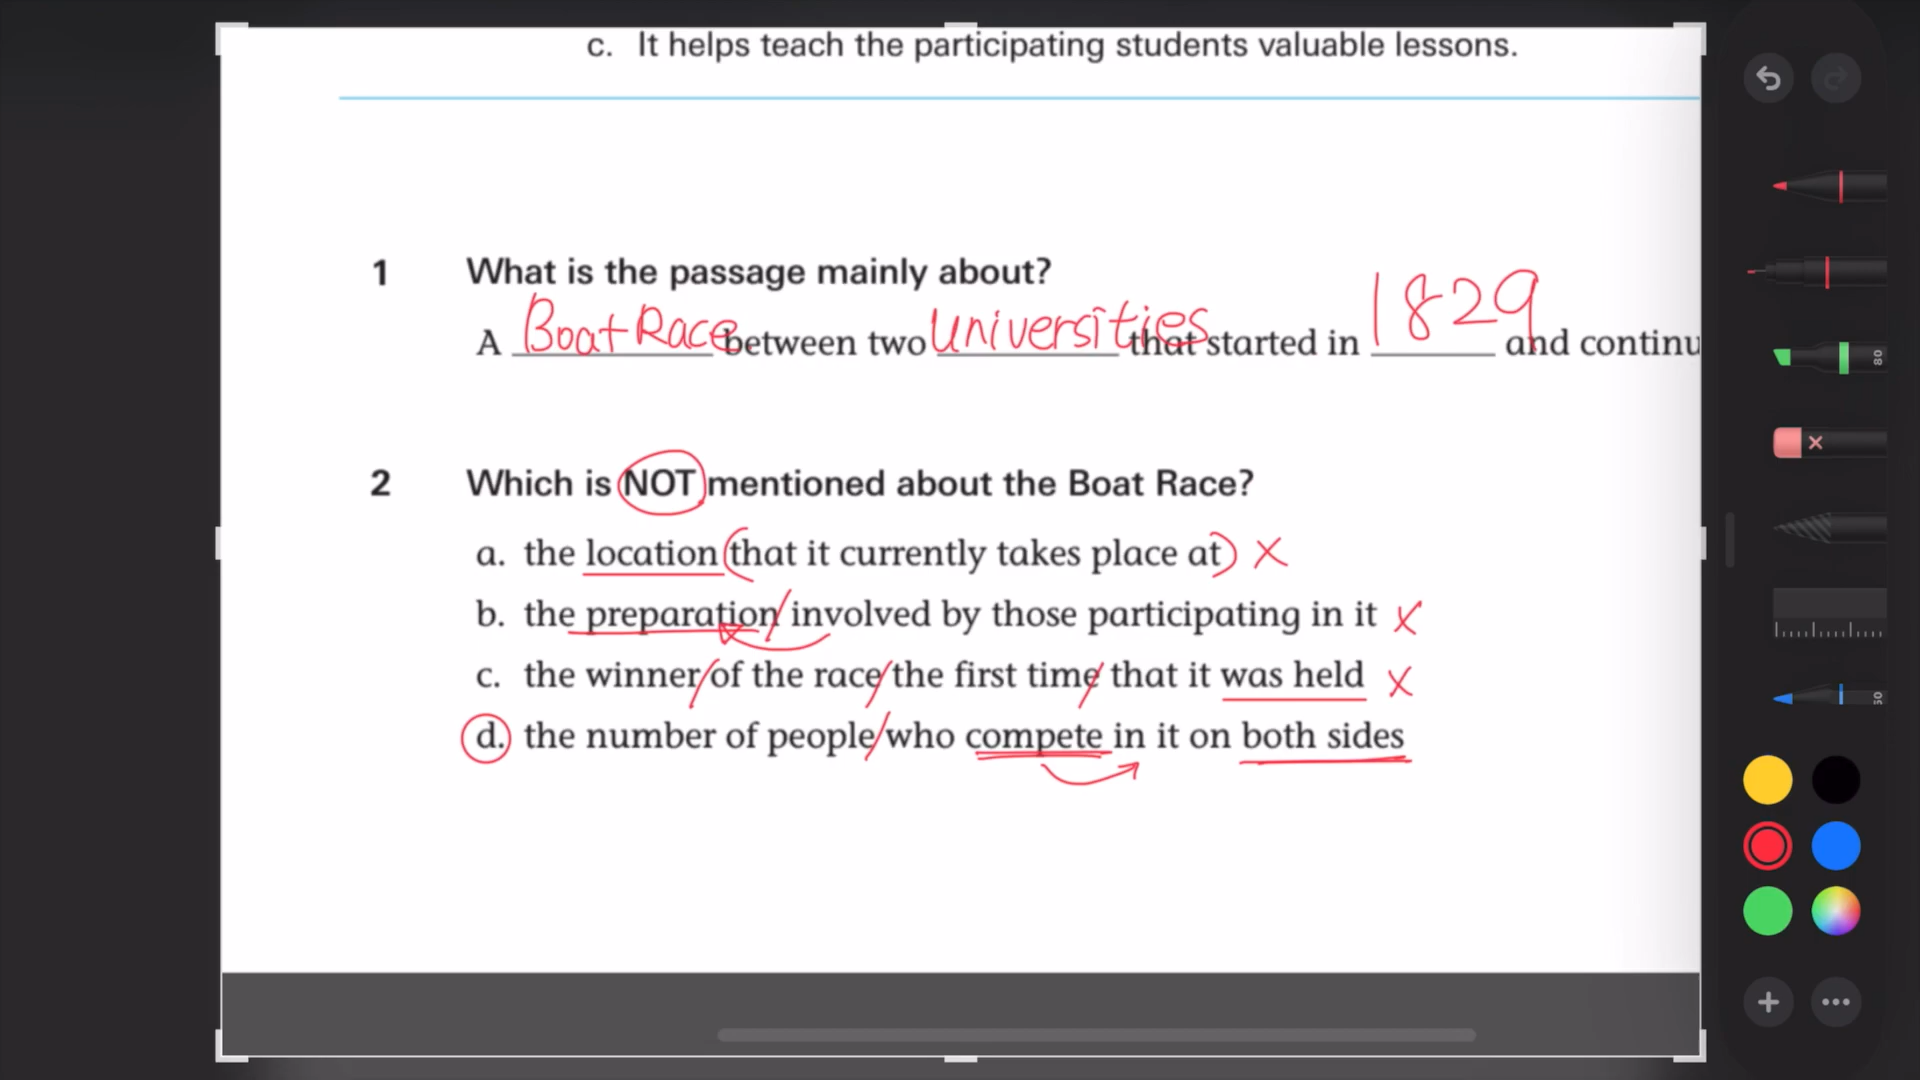 c. It helps teach the participating students valuable lessons.
1 What is the passage mainly about?
A Boat Race between two Universities that started in 1829 and continu
2 Which is NOT mentioned about the Boat Race?
a. the location (that it currently takes place at) X
b. the preparation / involved by those participating in it X
c. the winner / of the race / the first time / that it was held X
d. the number of people / who compete in it on both sides
80
50